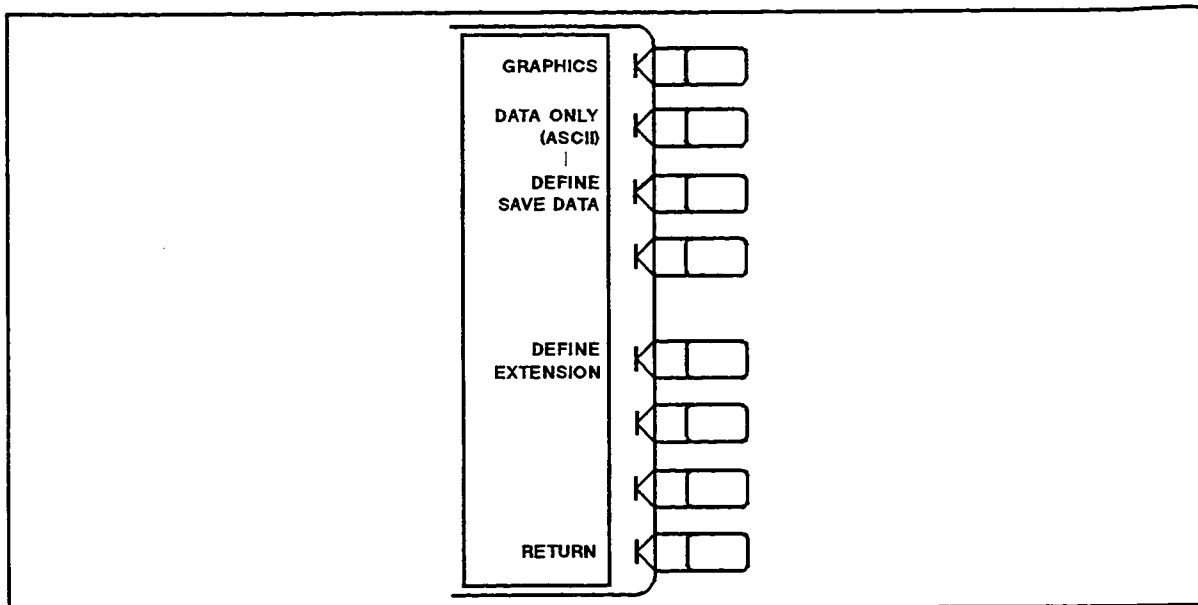 GRAPHICS
DATA ONLY
(ASCII)
DEFINE
SAVE DATA
DEFINE
EXTENSION
RETURN